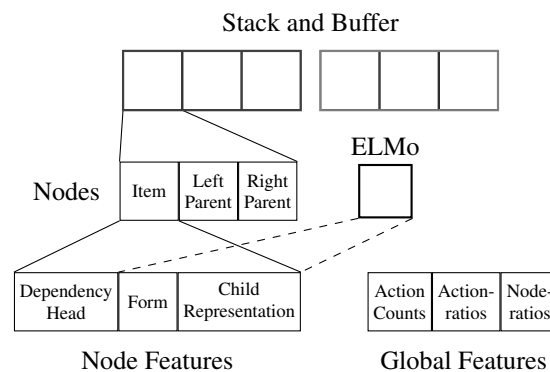 Stack and Buffer
ELMo
Nodes
Item
Left
Parent
Right
Parent
Dependency
Head
Form
Child
Representation
Action
Counts
Action-
ratios
Node-
ratios
Node Features
Global Features